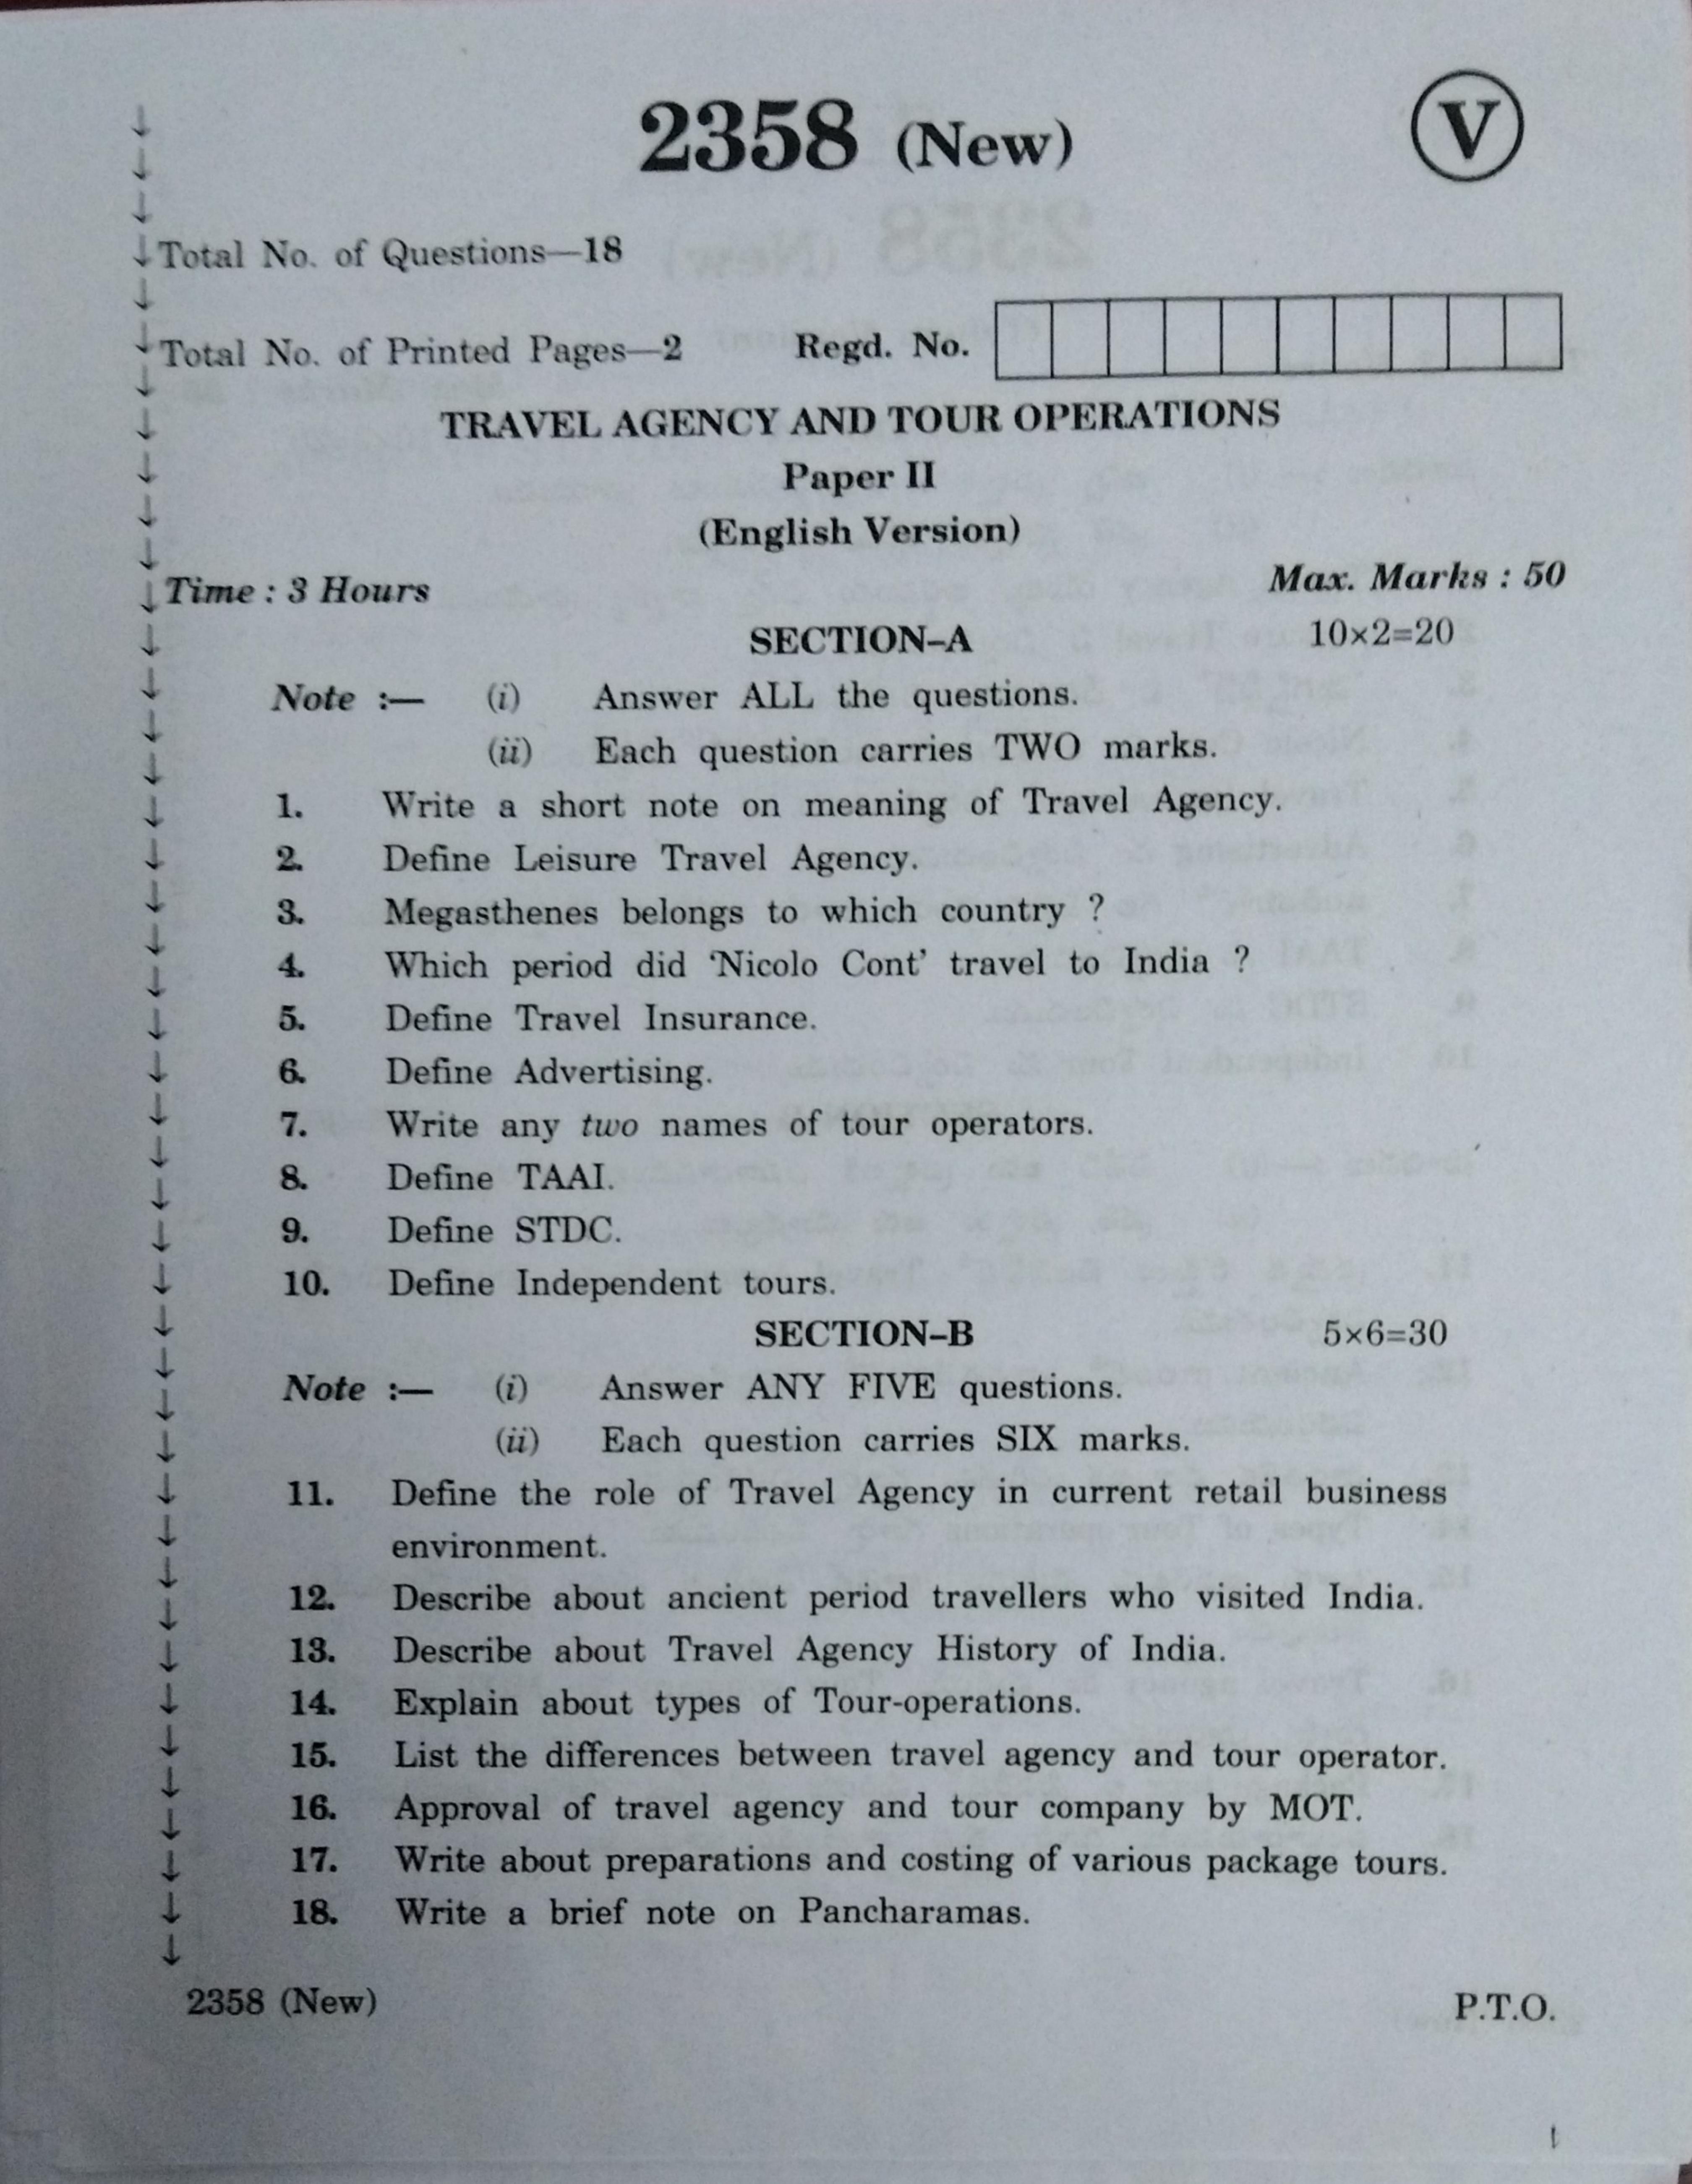 2358 (New)
V
Total No. of Questions—18
Total No. of Printed Pages—2 Regd. No.
TRAVEL AGENCY AND TOUR OPERATIONS
Paper II
(English Version)
Time : 3 Hours Max. Marks : 50
SECTION–A 10×2=20
Note :— (i) Answer ALL the questions.
(ii) Each question carries TWO marks.
1. Write a short note on meaning of Travel Agency.
2. Define Leisure Travel Agency.
3. Megasthenes belongs to which country ?
4. Which period did ‘Nicolo Cont’ travel to India ?
5. Define Travel Insurance.
6. Define Advertising.
7. Write any two names of tour operators.
8. Define TAAI.
9. Define STDC.
10. Define Independent tours.
SECTION–B 5×6=30
Note :— (i) Answer ANY FIVE questions.
(ii) Each question carries SIX marks.
11. Define the role of Travel Agency in current retail business
environment.
12. Describe about ancient period travellers who visited India.
13. Describe about Travel Agency History of India.
14. Explain about types of Tour-operations.
15. List the differences between travel agency and tour operator.
16. Approval of travel agency and tour company by MOT.
17. Write about preparations and costing of various package tours.
18. Write a brief note on Pancharamas.
2358 (New) P.T.O.